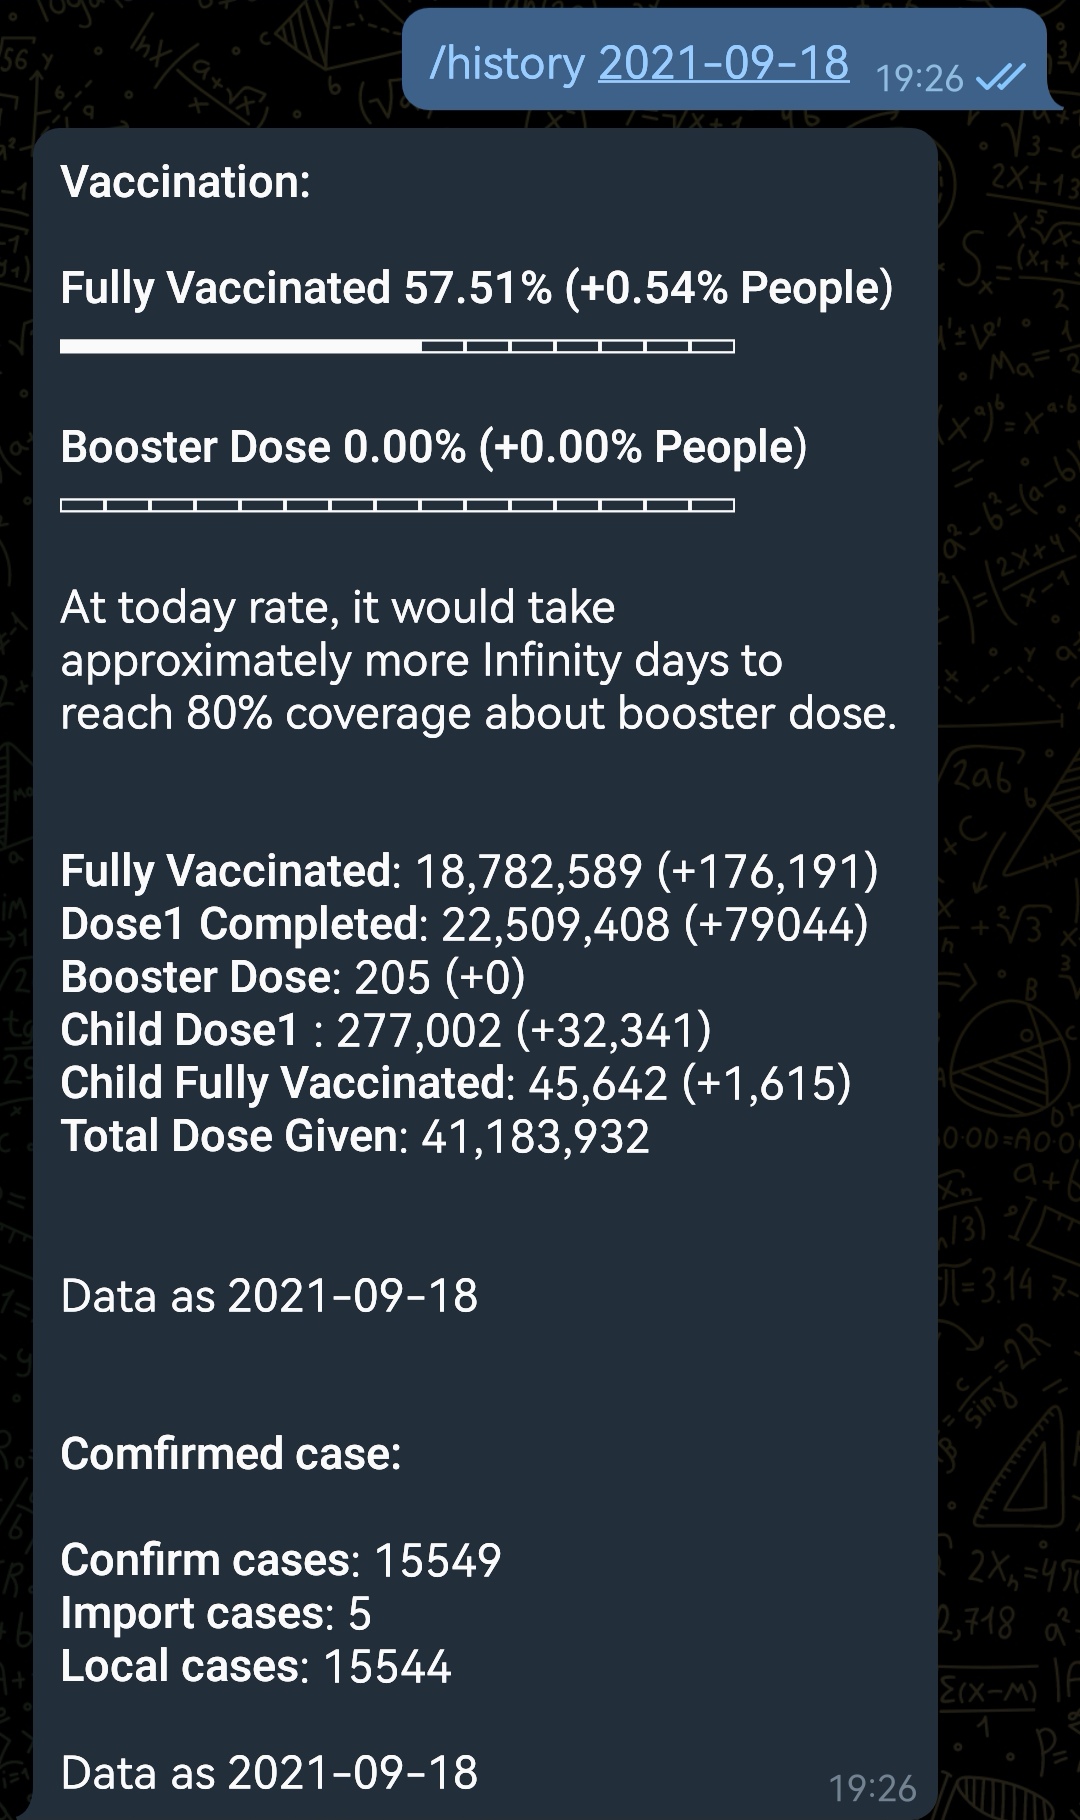 /history 2021-09-18 19:26
Vaccination:
Fully Vaccinated 57.51% (+0.54% People)
Booster Dose 0.00% (+0.00% People)
At today rate, it would take
approximately more Infinity days to
reach 80% coverage about booster dose.
Fully Vaccinated: 18,782,589 (+176,191)
Dose1 Completed: 22,509,408 (+79044)
Booster Dose: 205 (+0)
Child Dose1 : 277,002 (+32,341)
Child Fully Vaccinated: 45,642 (+1,615)
Total Dose Given: 41,183,932
Data as 2021-09-18
Comfirmed case:
Confirm cases: 15549
Import cases: 5
Local cases: 15544
Data as 2021-09-18
19:26